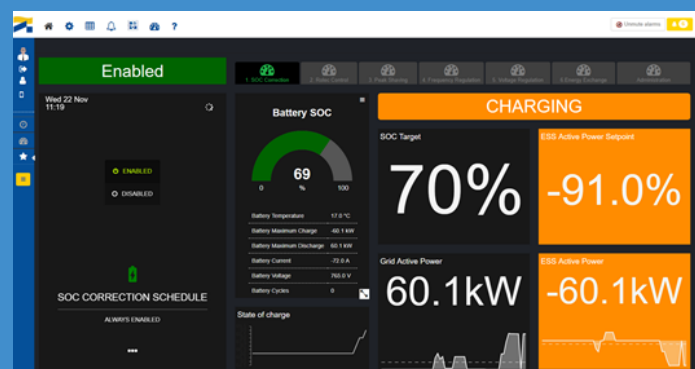 ?
Unmute alarms
Enabled
1. SOC Correction
2. Relay Control
3. Peak Shaving
4. Frequency Regulation
5. Voltage Regulation
Energy Exchange
Administration
Wed 22 Nov
11:19
ENABLED
DISABLED
SOC CORRECTION SCHEDULE
ALWAYS ENABLED
Battery SOC
69
0
%
100
Battery Temperature 17.0 °C
Battery Maximum Charge -60.1 kW
Battery Maximum Discharge 60.1 kW
Battery Current -72.0 A
Battery Voltage 765.0 V
Battery Cycles 0
State of charge
CHARGING
SOC Target
70%
ESS Active Power Setpoint
-91.0%
Grid Active Power
60.1kW
ESS Active Power
-60.1kW